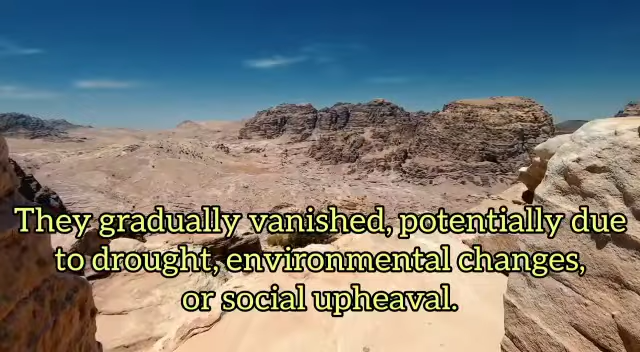 They gradually vanished, potentially due
to drought, environmental changes,
or social upheaval.